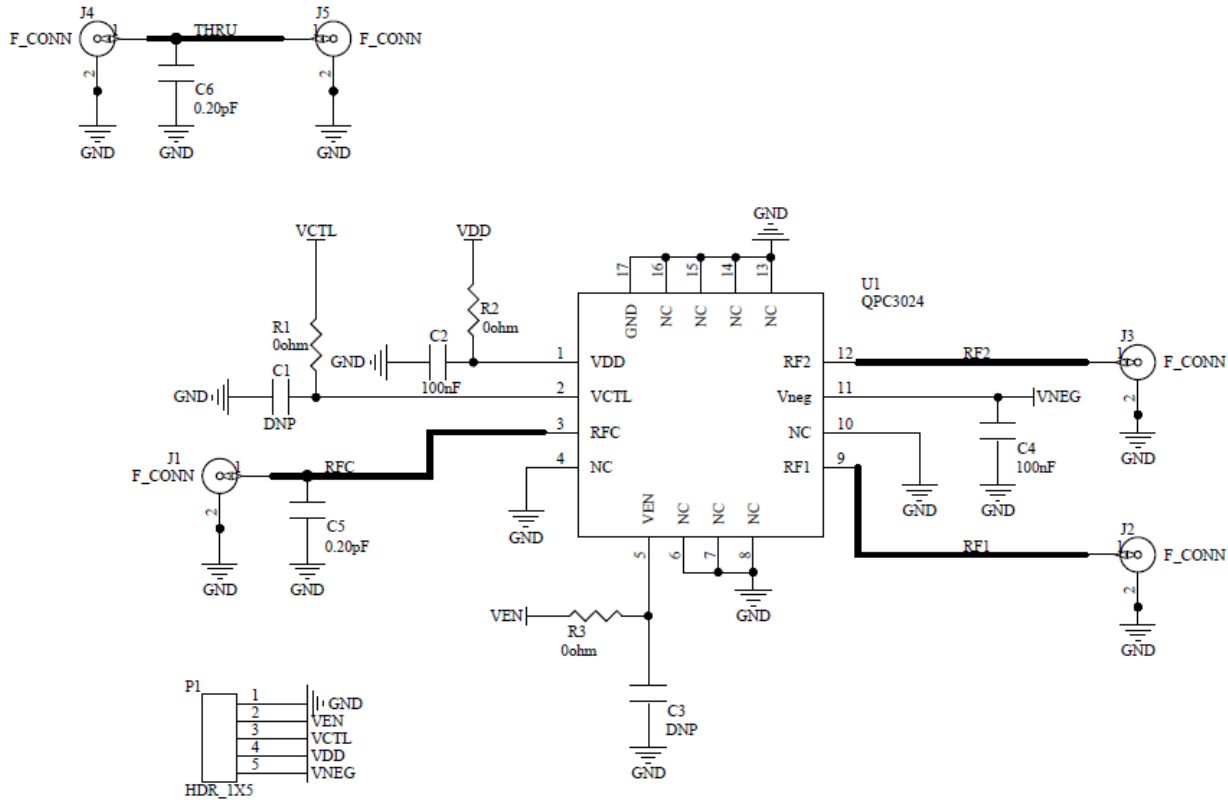 J4
F_CONN
1
THRU
1
J5
F_CONN
2
C6
0.20pF
2
GND
GND
GND
VCTL
VDD
GND
17
16
15
14
13
U1
QPC3024
R1
0ohm
R2
0ohm
GND
NC
NC
NC
NC
GND
C2
100nF
1
VDD
RF2
12
RF2
1
J3
F_CONN
GND
C1
DNP
2
VCTL
Vneg
11
VNEG
2
3
RFC
NC
10
C4
100nF
GND
J1
F_CONN
1
RFC
4
NC
RF1
9
2
C5
0.20pF
GND
VEN
NC
NC
NC
GND
GND
GND
GND
5
6
7
8
RF1
1
J2
F_CONN
2
GND
GND
VEN
R3
0ohm
C3
DNP
GND
P1
1
GND
2
VEN
3
VCTL
4
VDD
5
VNEG
HDR_1X5